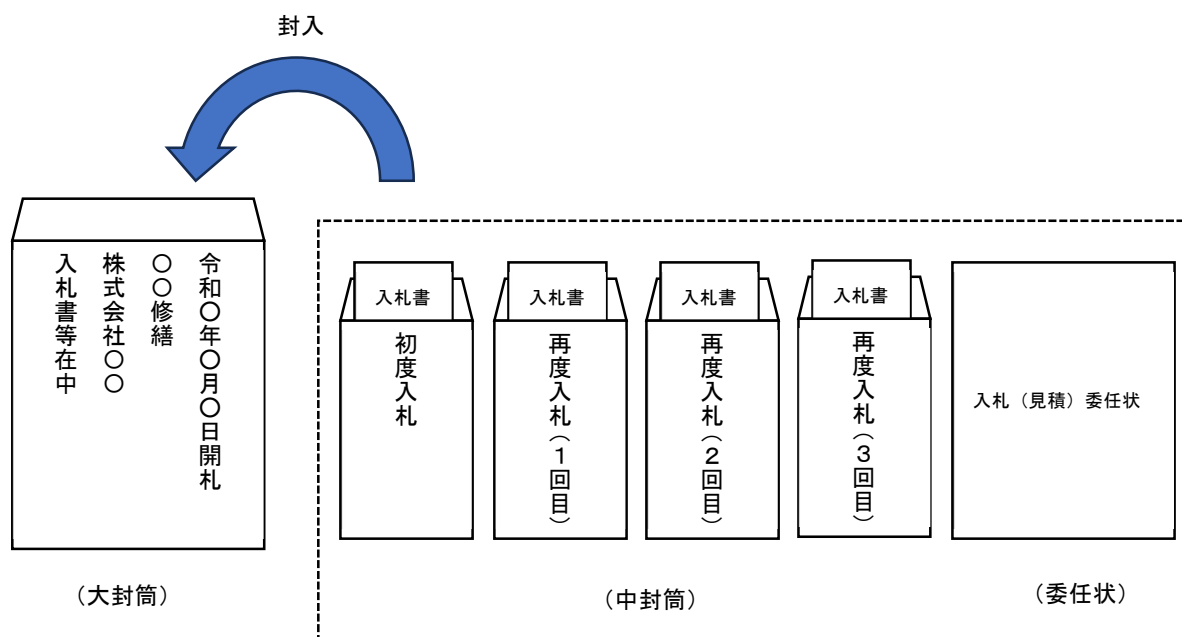 封入
令和〇年〇月〇日開札
〇〇修繕
株式会社〇〇
入札書等在中
（大封筒）
入札書
初度入札
入札書
再度入札（１回目）
入札書
再度入札（２回目）
入札書
再度入札（３回目）
（中封筒）
入札（見積）委任状
（委任状）